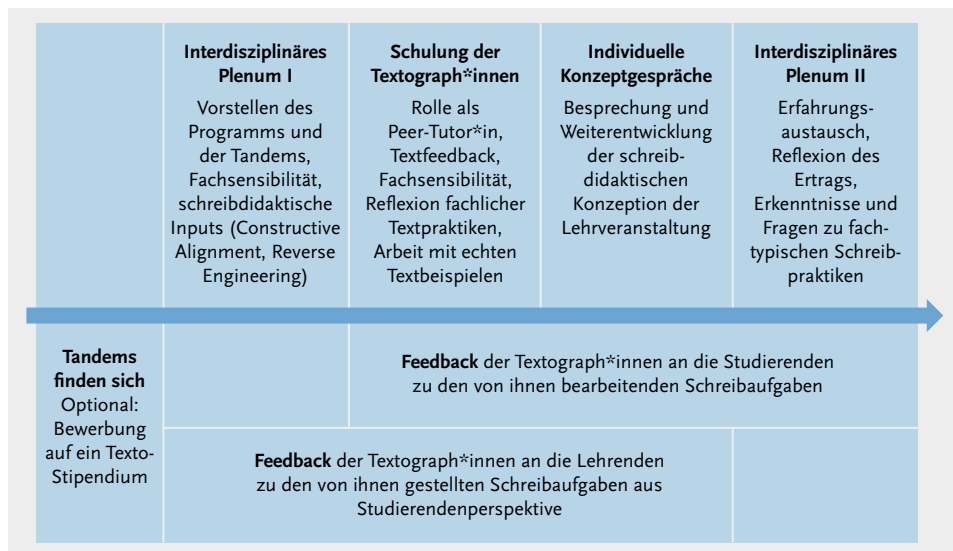 Interdisziplinäres
Plenum I
Vorstellen des
Programms und
der Tandems,
Fachsensibilität,
schreibdidaktische
Inputs (Constructive
Alignment, Reverse
Engineering)
Schulung der
Textograph*innen
Rolle als
Peer-Tutor*in,
Textfeedback,
Fachsensibilität,
Reflexion fachlicher
Textpraktiken,
Arbeit mit echten
Textbeispielen
Individuelle
Konzeptgespräche
Besprechung und
Weiterentwicklung
der schreib-
didaktischen
Konzeption der
Lehrveranstaltung
Interdisziplinäres
Plenum II
Erfahrungs-
austausch,
Reflexion des
Ertrags,
Erkenntnisse und
Fragen zu fach-
typischen Schreib-
praktiken
Tandems
finden sich
Optional:
Bewerbung
auf ein Texto-
Stipendium
Feedback der Textograph*innen an die Studierenden
zu den von ihnen bearbeitenden Schreibaufgaben
Feedback der Textograph*innen an die Lehrenden
zu den von ihnen gestellten Schreibaufgaben aus
Studierendenperspektive